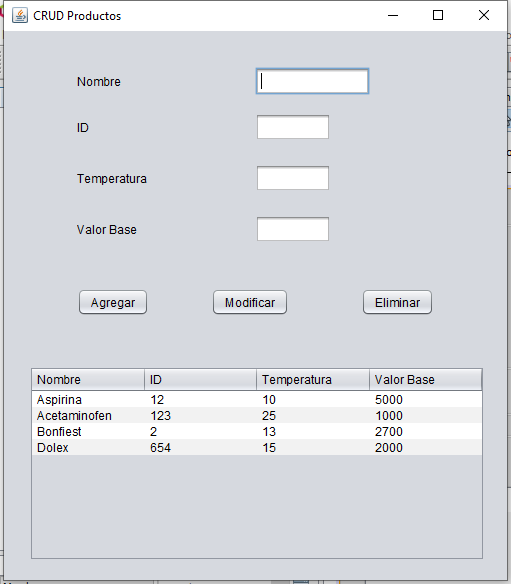 CRUD Productos
Nombre
ID
Temperatura
Valor Base
Agregar Modificar Eliminar
Nombre ID Temperatura Valor Base
Aspirina 12 10 5000
Acetaminofen 123 25 1000
Bonfiest 2 13 2700
Dolex 654 15 2000